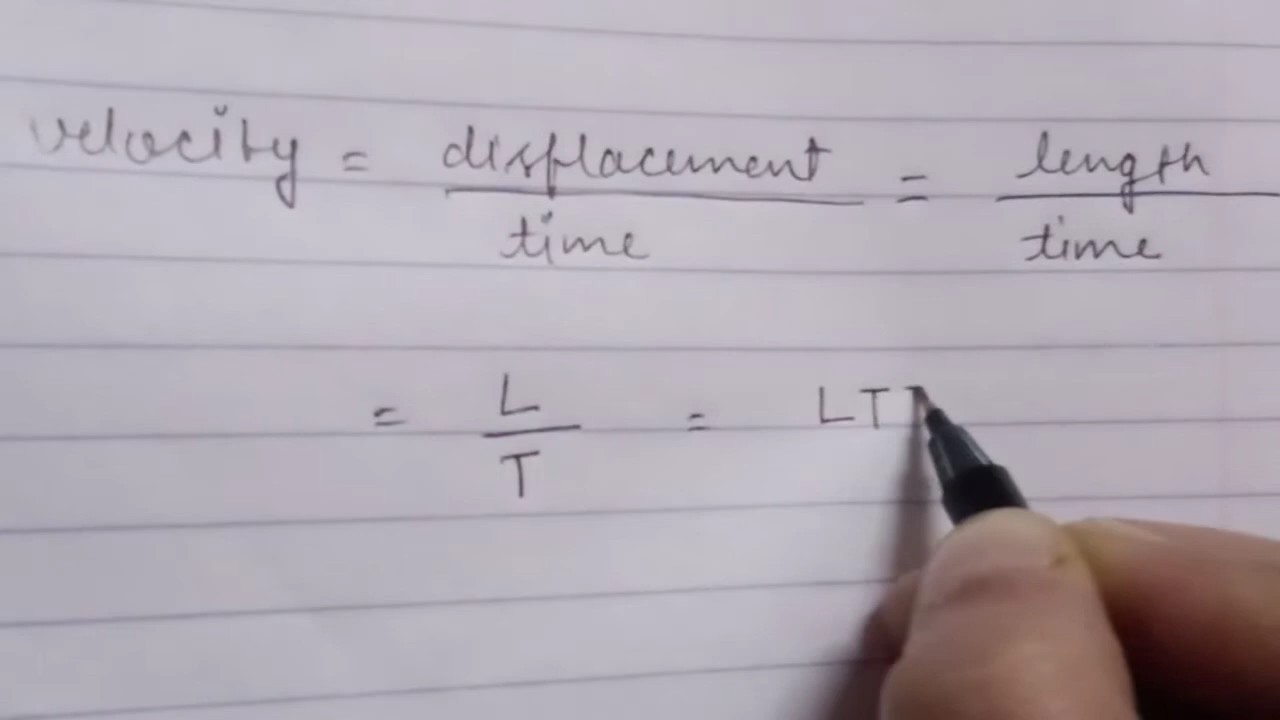 velocity = displacement/time = length/time
= L/T = LT